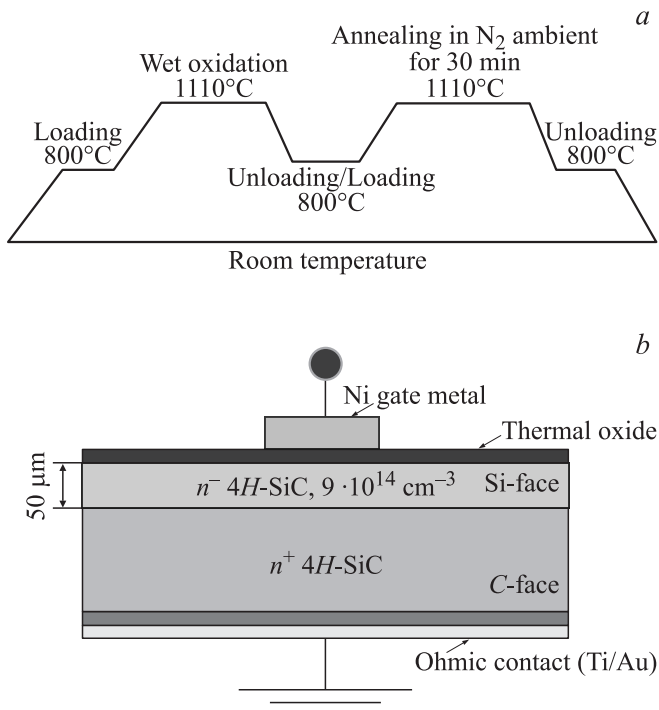 a
Annealing in N₂ ambient
for 30 min
1110°C
Wet oxidation
1110°C
Loading
800°C
Unloading
800°C
Unloading/Loading
800°C
Room temperature
b
Ni gate metal
Thermal oxide
50 μm
n⁻ 4H-SiC, 9 ·10¹⁴ cm⁻³
Si-face
n⁺ 4H-SiC
C-face
Ohmic contact (Ti/Au)